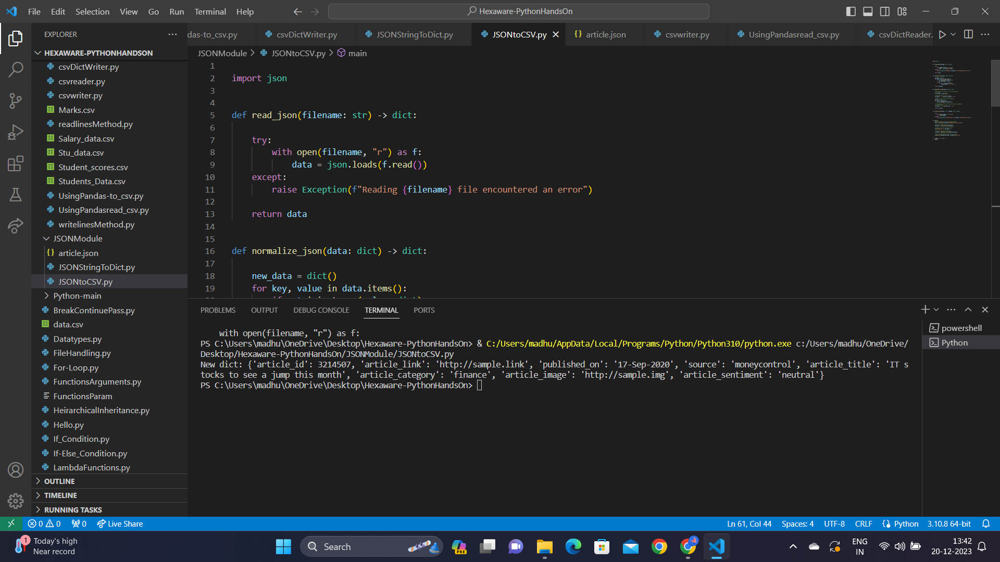 File Edit Selection View Go Run Terminal Help
Hexaware-PythonHandsOn
EXPLORER
HEXAWARE-PYTHONHANDSON
csvDictWriter.py
csvreader.py
csvwriter.py
Marks.csv
readlinesMethod.py
Salary_data.csv
Stu_data.csv
Student_scores.csv
Students_Data.csv
UsingPandas-to_csv.py
UsingPandasread_csv.py
writelinesMethod.py
JSONModule
article.json
JSONStringToDict.py
JSONtoCSV.py
Python-main
BreakContinuePass.py
data.csv
Datatypes.py
FileHandling.py
For-Loop.py
FunctionsArguments.py
FunctionsParam
HeirarchicalInheritance.py
Hello.py
If_Condition.py
If-Else_Condition.py
LambdaFunctions.py
OUTLINE
TIMELINE
RUNNING TASKS
das-to_csv.py csvDictWriter.py JSONStringToDict.py JSONtoCSV.py article.json csvwriter.py UsingPandasread_csv.py csvDictReader.
JSONModule > JSONtoCSV.py > main
1
2 import json
3
4
5 def read_json(filename: str) -> dict:
6
7 try:
8 with open(filename, "r") as f:
9 data = json.loads(f.read())
10 except:
11 raise Exception(f"Reading {filename} file encountered an error")
12
13 return data
14
15
16 def normalize_json(data: dict) -> dict:
17
18 new_data = dict()
19 for key, value in data.items():
PROBLEMS OUTPUT DEBUG CONSOLE TERMINAL PORTS
with open(filename, "r") as f:
PS C:\Users\madhu\OneDrive\Desktop\Hexaware-PythonHandsOn> & C:/Users/madhu/AppData/Local/Programs/Python/Python310/python.exe c:/Users/madhu/OneDrive/
Desktop/Hexaware-PythonHandsOn/JSONModule/JSONtoCSV.py
New dict: {'article_id': 3214507, 'article_link': 'http://sample.link', 'published_on': '17-Sep-2020', 'source': 'moneycontrol', 'article_title': 'IT s
tocks to see a jump this month', 'article_category': 'finance', 'article_image': 'http://sample.img', 'article_sentiment': 'neutral'}
PS C:\Users\madhu\OneDrive\Desktop\Hexaware-PythonHandsOn>
powershell
Python
0 0 0 Live Share
Ln 61, Col 44 Spaces: 4 UTF-8 CRLF {} Python 3.10.8 64-bit
1
Today's high
Near record
Search
PRE
ENG
IN
13:42
20-12-2023